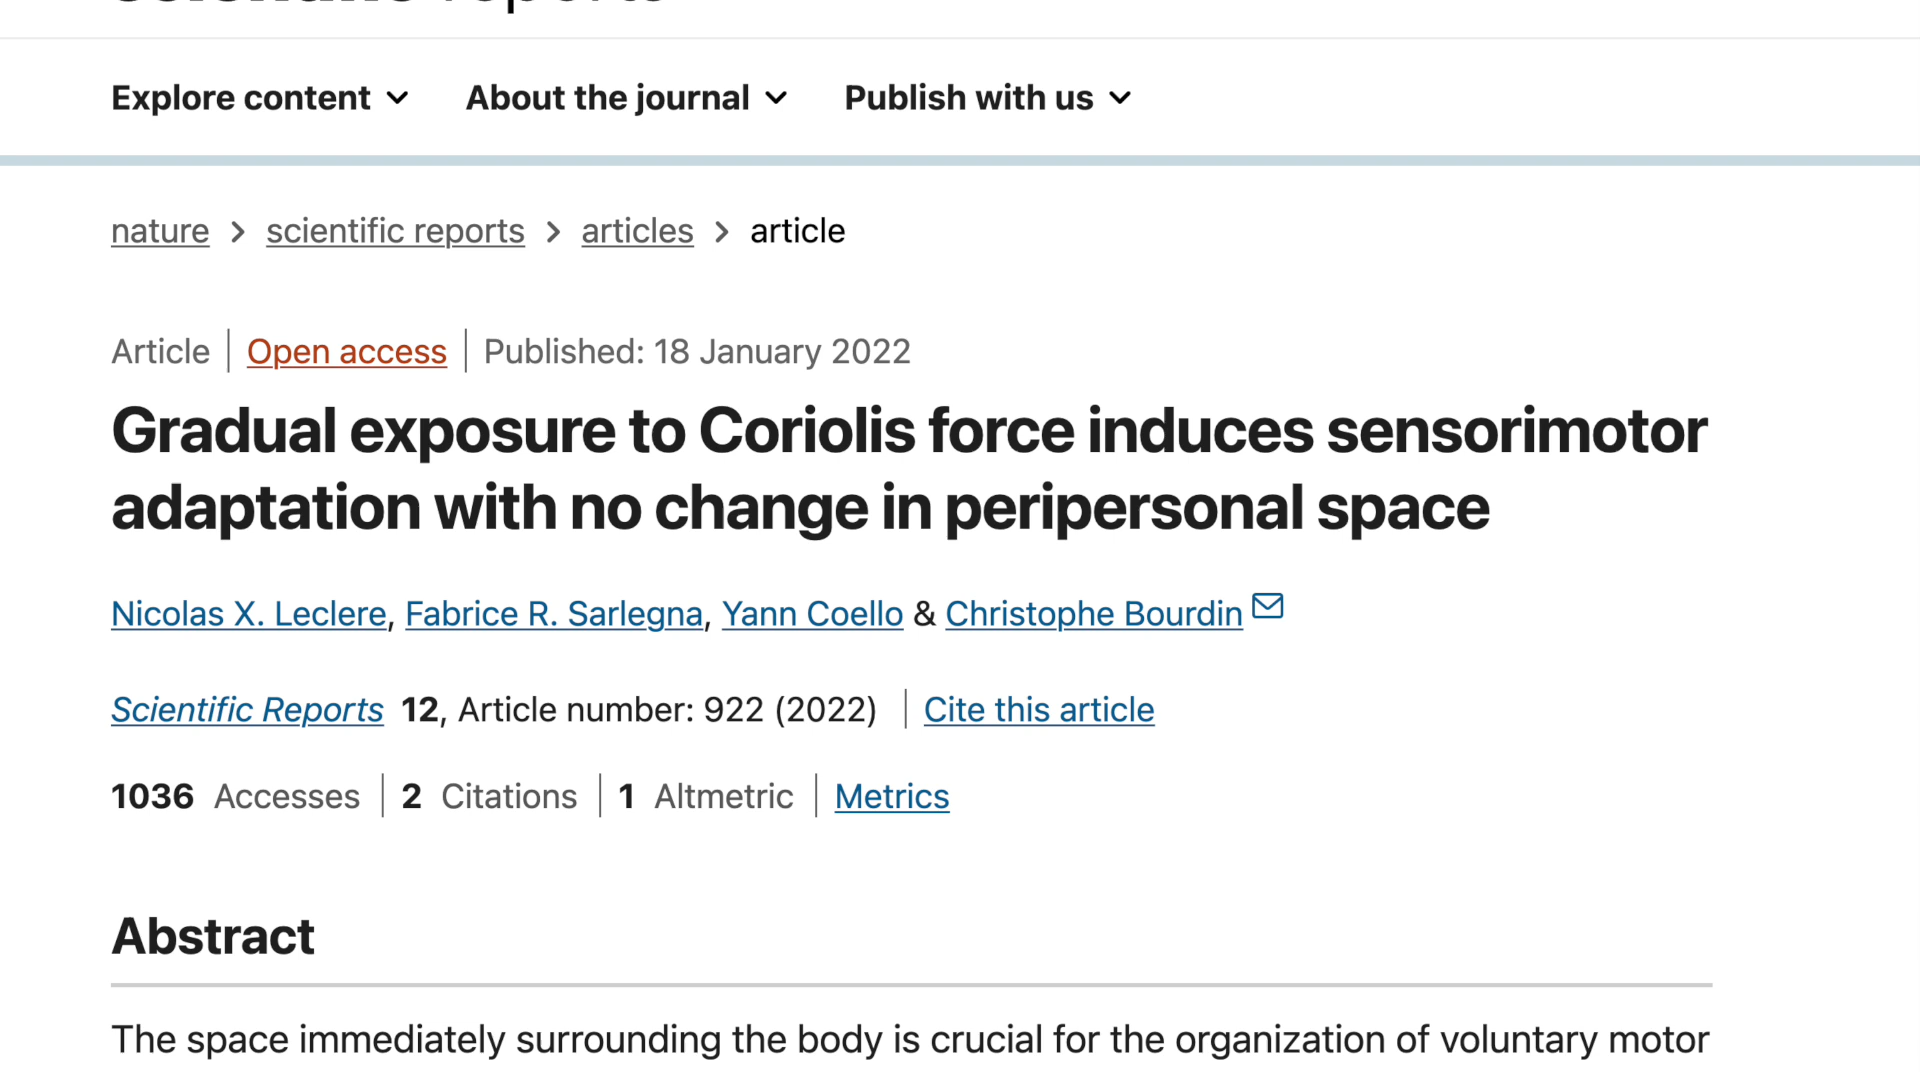 scientific reports
Explore content
About the journal
Publish with us
nature > scientific reports > articles > article
Article | Open access | Published: 18 January 2022
Gradual exposure to Coriolis force induces sensorimotor
adaptation with no change in peripersonal space
Nicolas X. Leclere, Fabrice R. Sarlegna, Yann Coello & Christophe Bourdin
Scientific Reports 12, Article number: 922 (2022) | Cite this article
1036 Accesses | 2 Citations | 1 Altmetric | Metrics
Abstract
The space immediately surrounding the body is crucial for the organization of voluntary motor